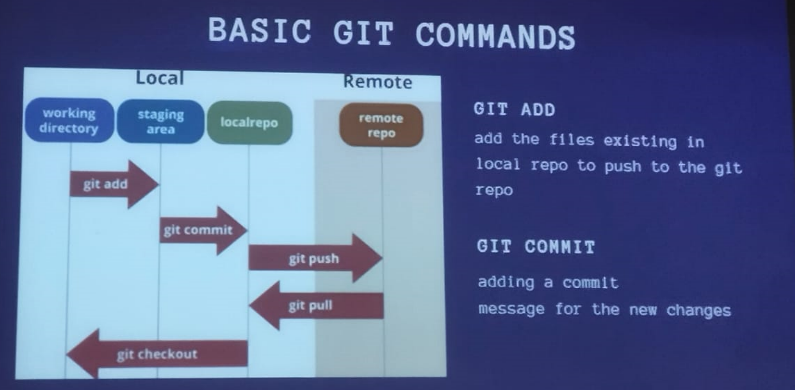 BASIC GIT COMMANDS
Local
Remote
working
directory
staging
area
localrepo
remote
repo
git add
git commit
git push
git pull
git checkout
GIT ADD
add the files existing in
local repo to push to the git
repo
GIT COMMIT
adding a commit
message for the new changes